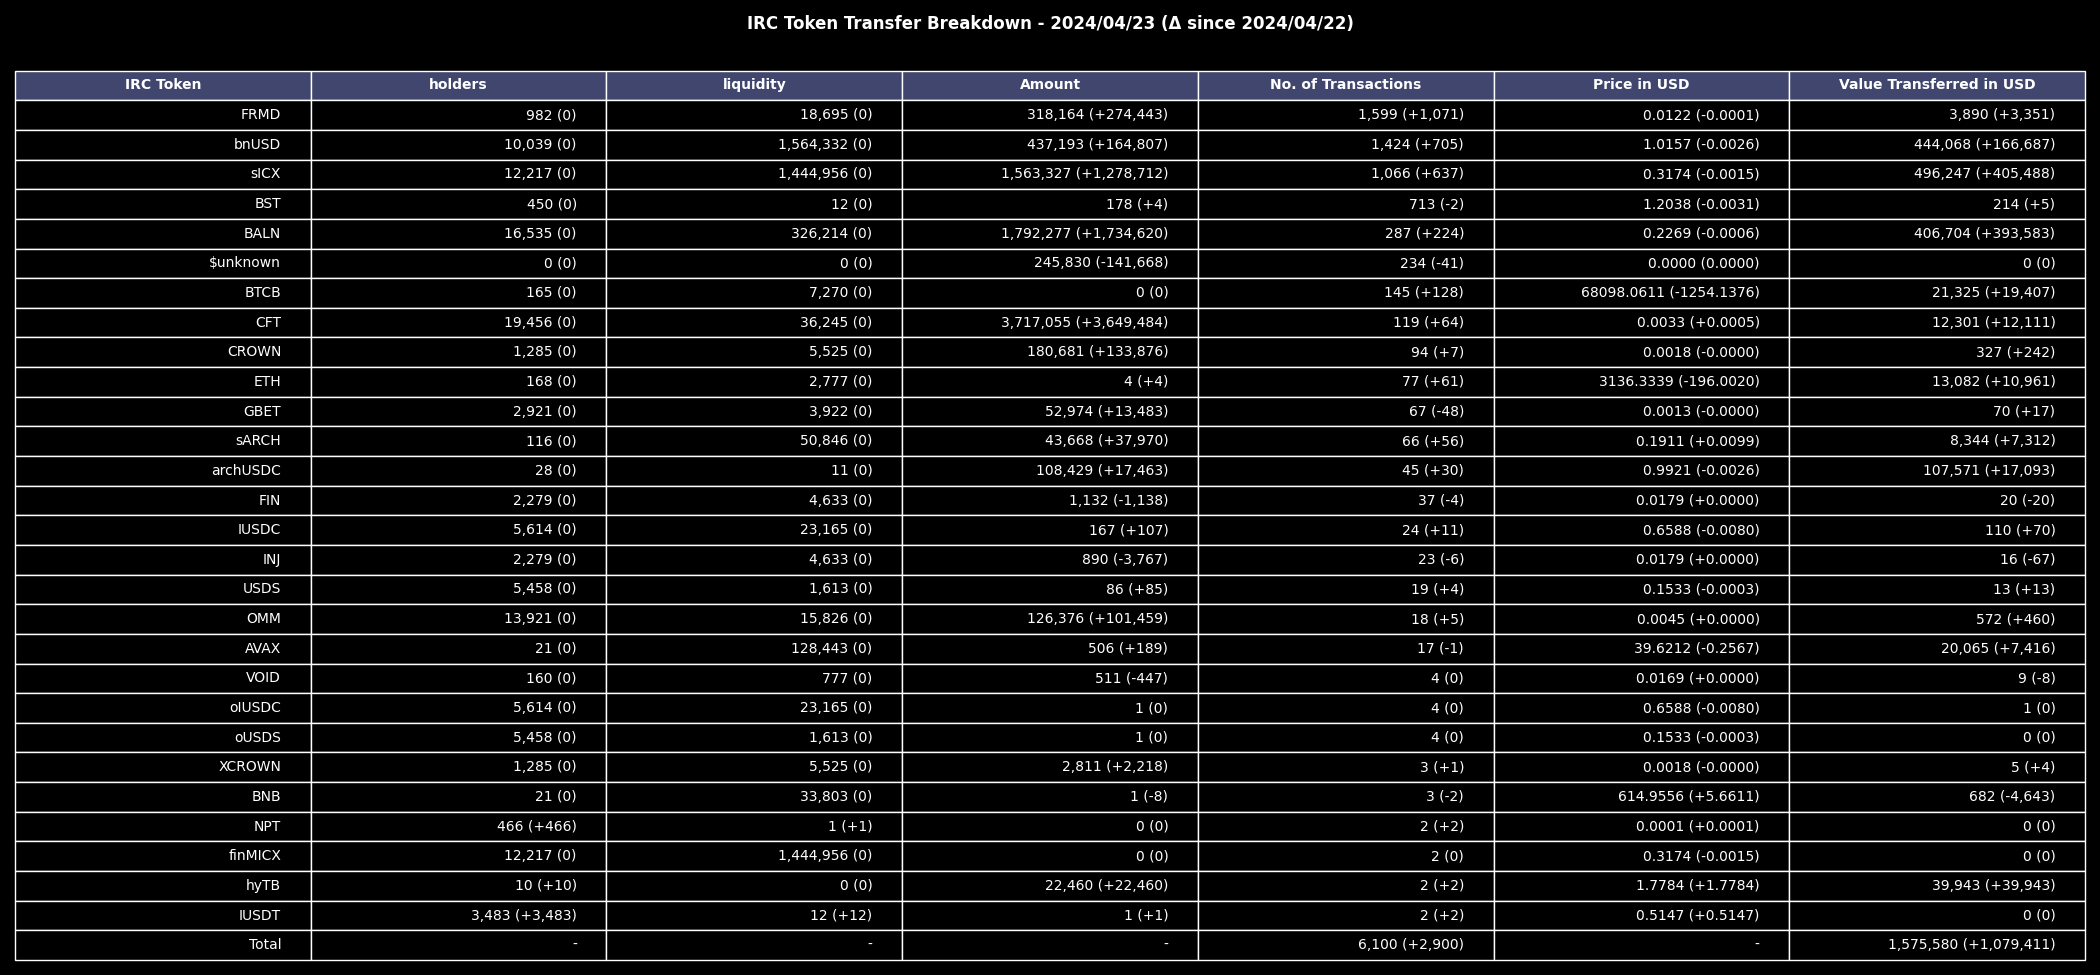 IRC Token Transfer Breakdown - 2024/04/23 (Δ since 2024/04/22)
IRC Token holders liquidity Amount No. of Transactions Price in USD Value Transferred in USD
FRMD 982 (0) 18,695 (0) 318,164 (+274,443) 1,599 (+1,071) 0.0122 (-0.0001) 3,890 (+3,351)
bnUSD 10,039 (0) 1,564,332 (0) 437,193 (+164,807) 1,424 (+705) 1.0157 (-0.0026) 444,068 (+166,687)
sICX 12,217 (0) 1,444,956 (0) 1,563,327 (+1,278,712) 1,066 (+637) 0.3174 (-0.0015) 496,247 (+405,488)
BST 450 (0) 12 (0) 178 (+4) 713 (-2) 1.2038 (-0.0031) 214 (+5)
BALN 16,535 (0) 326,214 (0) 1,792,277 (+1,734,620) 287 (+224) 0.2269 (-0.0006) 406,704 (+393,583)
$unknown 0 (0) 0 (0) 245,830 (-141,668) 234 (-41) 0.0000 (0.0000) 0 (0)
BTCB 165 (0) 7,270 (0) 0 (0) 145 (+128) 68098.0611 (-1254.1376) 21,325 (+19,407)
CFT 19,456 (0) 36,245 (0) 3,717,055 (+3,649,484) 119 (+64) 0.0033 (+0.0005) 12,301 (+12,111)
CROWN 1,285 (0) 5,525 (0) 180,681 (+133,876) 94 (+7) 0.0018 (-0.0000) 327 (+242)
ETH 168 (0) 2,777 (0) 4 (+4) 77 (+61) 3136.3339 (-196.0020) 13,082 (+10,961)
GBET 2,921 (0) 3,922 (0) 52,974 (+13,483) 67 (-48) 0.0013 (-0.0000) 70 (+17)
sARCH 116 (0) 50,846 (0) 43,668 (+37,970) 66 (+56) 0.1911 (+0.0099) 8,344 (+7,312)
archUSDC 28 (0) 11 (0) 108,429 (+17,463) 45 (+30) 0.9921 (-0.0026) 107,571 (+17,093)
FIN 2,279 (0) 4,633 (0) 1,132 (-1,138) 37 (-4) 0.0179 (+0.0000) 20 (-20)
IUSDC 5,614 (0) 23,165 (0) 167 (+107) 24 (+11) 0.6588 (-0.0080) 110 (+70)
INJ 2,279 (0) 4,633 (0) 890 (-3,767) 23 (-6) 0.0179 (+0.0000) 16 (-67)
USDS 5,458 (0) 1,613 (0) 86 (+85) 19 (+4) 0.1533 (-0.0003) 13 (+13)
OMM 13,921 (0) 15,826 (0) 126,376 (+101,459) 18 (+5) 0.0045 (+0.0000) 572 (+460)
AVAX 21 (0) 128,443 (0) 506 (+189) 17 (-1) 39.6212 (-0.2567) 20,065 (+7,416)
VOID 160 (0) 777 (0) 511 (-447) 4 (0) 0.0169 (+0.0000) 9 (-8)
oIUSDC 5,614 (0) 23,165 (0) 1 (0) 4 (0) 0.6588 (-0.0080) 1 (0)
oUSDS 5,458 (0) 1,613 (0) 1 (0) 4 (0) 0.1533 (-0.0003) 0 (0)
XCROWN 1,285 (0) 5,525 (0) 2,811 (+2,218) 3 (+1) 0.0018 (-0.0000) 5 (+4)
BNB 21 (0) 33,803 (0) 1 (-8) 3 (-2) 614.9556 (+5.6611) 682 (-4,643)
NPT 466 (+466) 1 (+1) 0 (0) 2 (+2) 0.0001 (+0.0001) 0 (0)
finMICX 12,217 (0) 1,444,956 (0) 0 (0) 2 (0) 0.3174 (-0.0015) 0 (0)
hyTB 10 (+10) 0 (0) 22,460 (+22,460) 2 (+2) 1.7784 (+1.7784) 39,943 (+39,943)
IUSDT 3,483 (+3,483) 12 (+12) 1 (+1) 2 (+2) 0.5147 (+0.5147) 0 (0)
Total - - - 6,100 (+2,900) - 1,575,580 (+1,079,411)